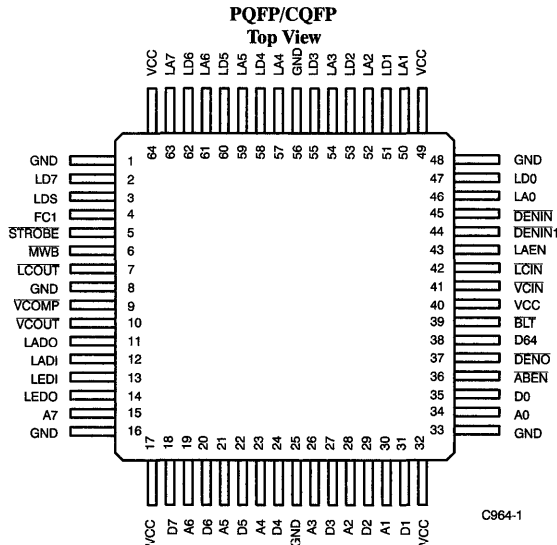 PQFP/CQFP
Top View
VCC LA7 LD6 LA6 LD5 LA5 LD4 LA4 GND LD3 LA3 LD2 LA2 LD1 LA1 VCC
64 63 62 61 60 59 58 57 56 55 54 53 52 51 50 49
GND 1 48 GND
LD7 2 47 LD0
LDS 3 46 LA0
FC1 4 45 DENIN
STROBE 5 44 DENIN1
MWB 6 43 LAEN
LCOUT 7 42 LCIN
GND 8 41 VCIN
VCOMP 9 40 VCC
VCOUT 10 39 BLT
LADO 11 38 D64
LADI 12 37 DENO
LEDI 13 36 ABEN
LEDO 14 35 D0
A7 15 34 A0
GND 16 33 GND
17 18 19 20 21 22 23 24 25 26 27 28 29 30 31 32
VCC D7 A6 D6 A5 D5 A4 D4 GND A3 D3 A2 D2 A1 D1 VCC
C964-1